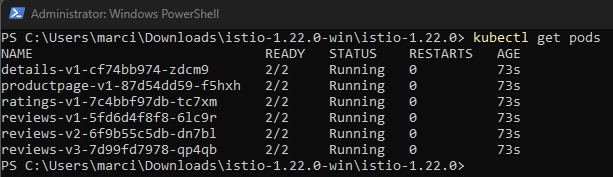 Administrator: Windows PowerShell
PS C:\Users\marci\Downloads\istio-1.22.0-win\istio-1.22.0> kubectl get pods
NAME READY STATUS RESTARTS AGE
details-v1-cf74bb974-zdcm9 2/2 Running 0 73s
productpage-v1-87d54dd59-f5hxh 2/2 Running 0 73s
ratings-v1-7c4bbf97db-tc7xm 2/2 Running 0 73s
reviews-v1-5fd6d4f8f8-6lc9r 2/2 Running 0 73s
reviews-v2-6f9b55c5db-dn7bl 2/2 Running 0 73s
reviews-v3-7d99fd7978-qp4qb 2/2 Running 0 73s
PS C:\Users\marci\Downloads\istio-1.22.0-win\istio-1.22.0>